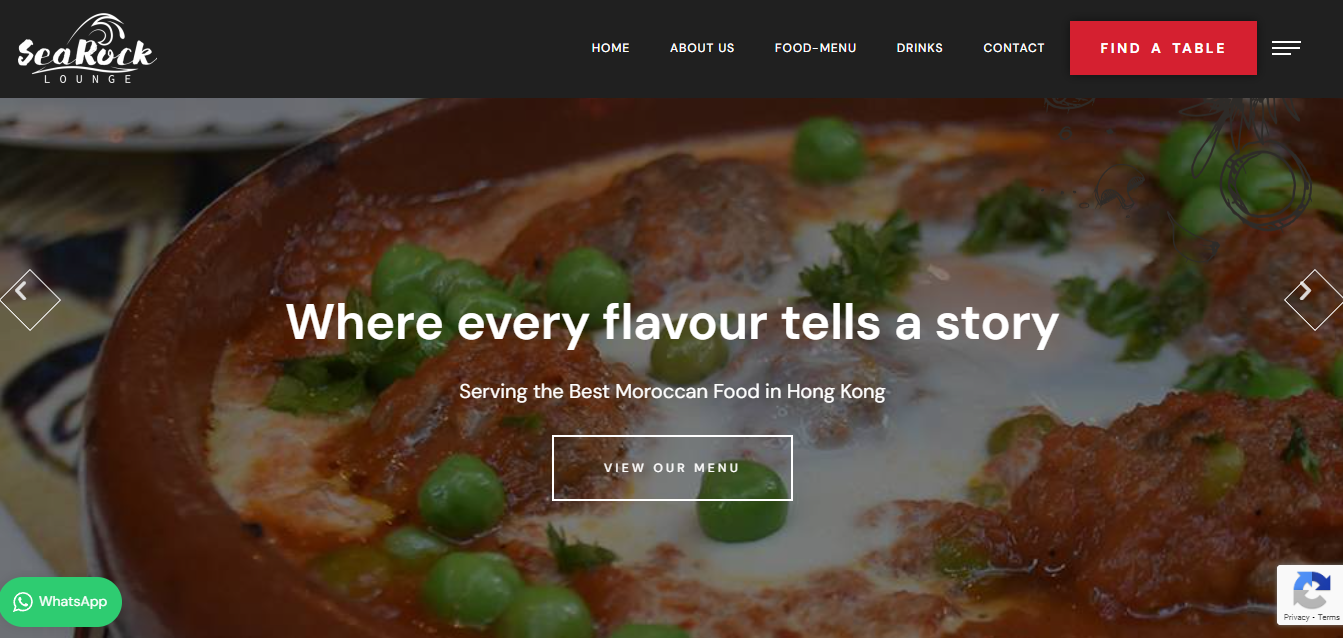 SeaRock
LOUNGE
HOME
ABOUT US
FOOD-MENU
DRINKS
CONTACT
FIND A TABLE
Where every flavour tells a story
Serving the Best Moroccan Food in Hong Kong
VIEW OUR MENU
WhatsApp
Privacy - Terms